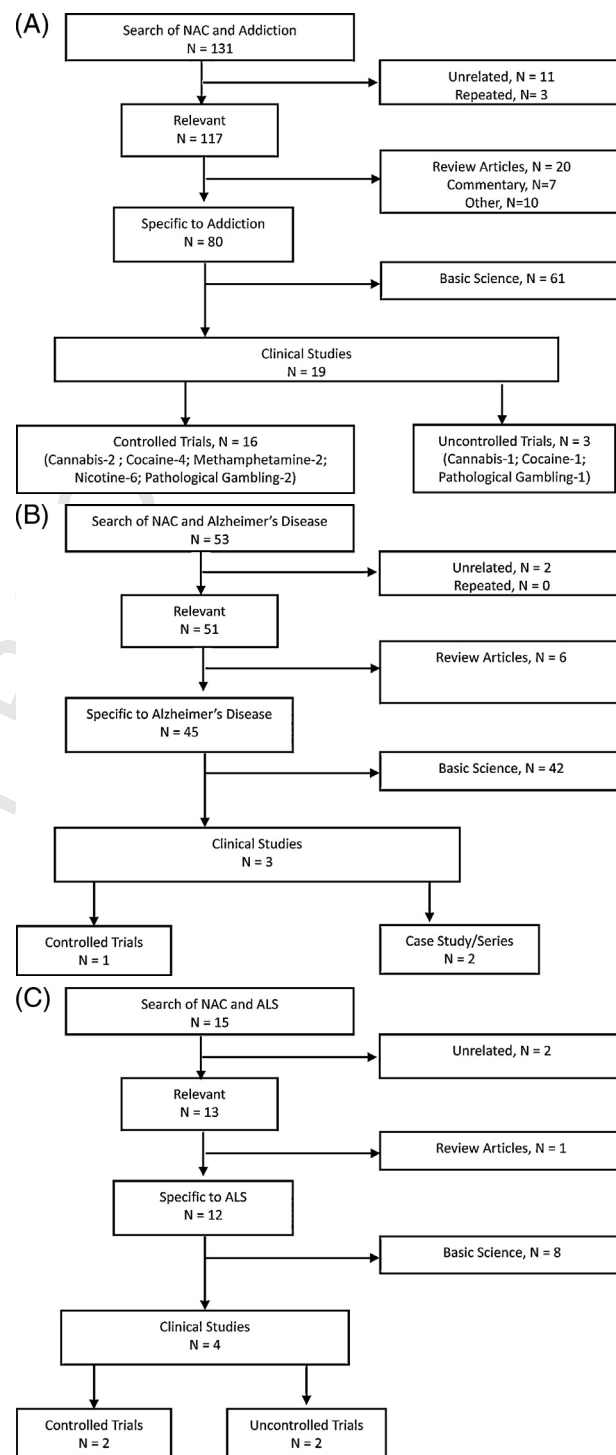 (A)
Search of NAC and Addiction
N = 131
Unrelated, N = 11
Repeated, N= 3
Relevant
N = 117
Review Articles, N = 20
Commentary, N=7
Other, N=10
Specific to Addiction
N = 80
Basic Science, N = 61
Clinical Studies
N = 19
Controlled Trials, N = 16
(Cannabis-2 ; Cocaine-4; Methamphetamine-2;
Nicotine-6; Pathological Gambling-2)
Uncontrolled Trials, N = 3
(Cannabis-1; Cocaine-1;
Pathological Gambling-1)
(B)
Search of NAC and Alzheimer's Disease
N = 53
Unrelated, N = 2
Repeated, N = 0
Relevant
N = 51
Review Articles, N = 6
Specific to Alzheimer's Disease
N = 45
Basic Science, N = 42
Clinical Studies
N = 3
Controlled Trials
N = 1
Case Study/Series
N = 2
(C)
Search of NAC and ALS
N = 15
Unrelated, N = 2
Relevant
N = 13
Review Articles, N = 1
Specific to ALS
N = 12
Basic Science, N = 8
Clinical Studies
N = 4
Controlled Trials
N = 2
Uncontrolled Trials
N = 2